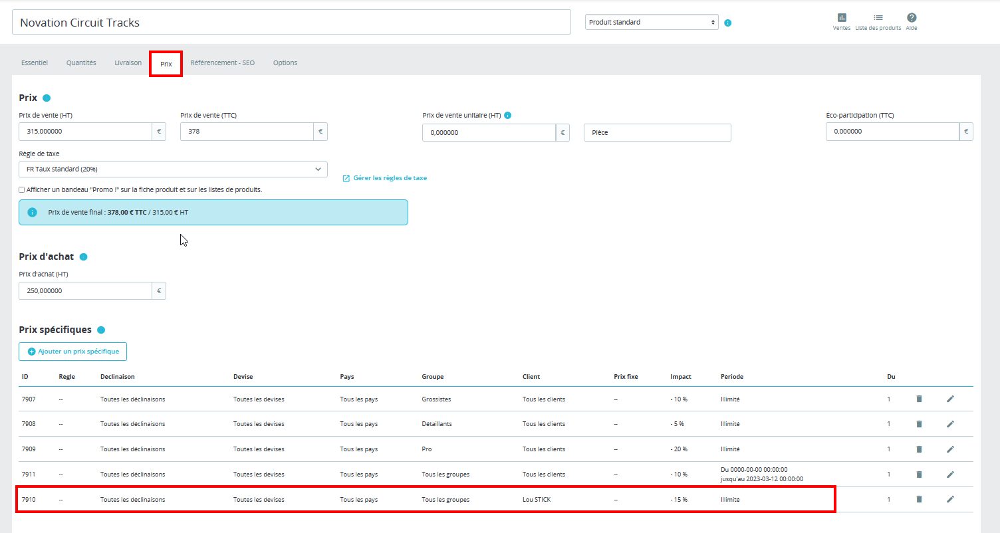 Novation Circuit Tracks
Produit standard
Ventes Liste des produits Aide
Essentiel Quantités Livraison Prix Référencement - SEO Options
Prix
Prix de vente (HT) Prix de vente (TTC) Prix de vente unitaire (HT) Éco-participation (TTC)
315,000000 € 378 € 0,000000 € Pièce 0,000000 €
Règle de taxe
FR Taux standard (20%)
Gérer les règles de taxe
Afficher un bandeau "Promo !" sur la fiche produit et sur les listes de produits.
Prix de vente final : 378,00 € TTC / 315,00 € HT
Prix d'achat
Prix d'achat (HT)
250,000000 €
Prix spécifiques
Ajouter un prix spécifique
ID Règle Déclinaison Devise Pays Groupe Client Prix fixé Impact Période Du
7907 -- Toutes les déclinaisons Toutes les devises Tous les pays Grossistes Tous les clients -- - 10 % Illimité 1
7908 -- Toutes les déclinaisons Toutes les devises Tous les pays Détaillants Tous les clients -- - 5 % Illimité 1
7909 -- Toutes les déclinaisons Toutes les devises Tous les pays Pro Tous les clients -- - 20 % Illimité 1
7911 -- Toutes les déclinaisons Toutes les devises Tous les pays Tous les groupes Tous les clients -- - 10 % Du 0000-00-00 00:00:00 1
jusqu'au 2023-03-12 00:00:00
7910 -- Toutes les déclinaisons Toutes les devises Tous les pays Tous les groupes Lou STICK -- - 15 % Illimité 1